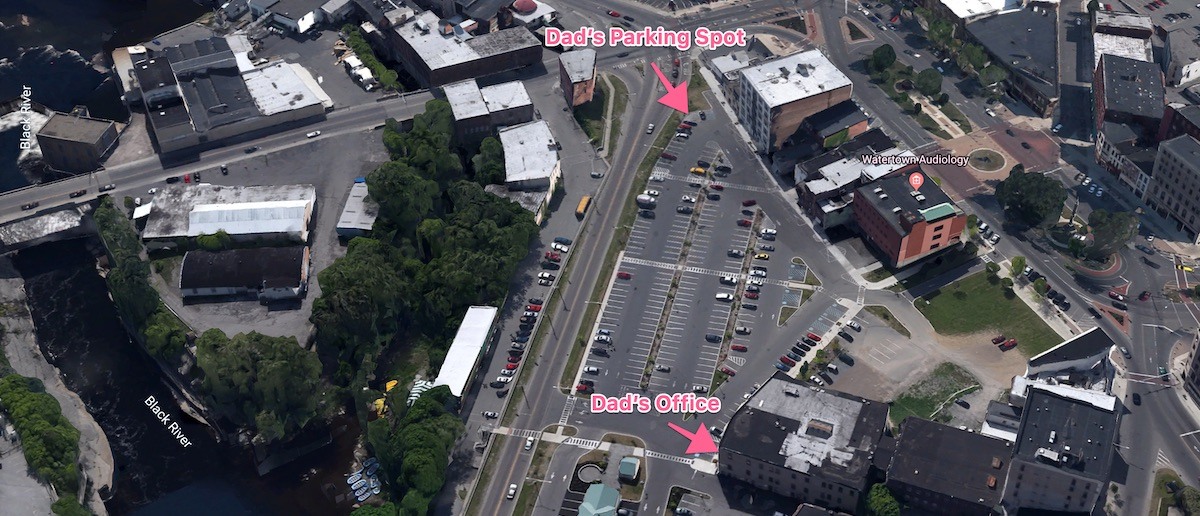 Dad's Parking Spot
Black River
Watertown Audiology
Dad's Office
Black River